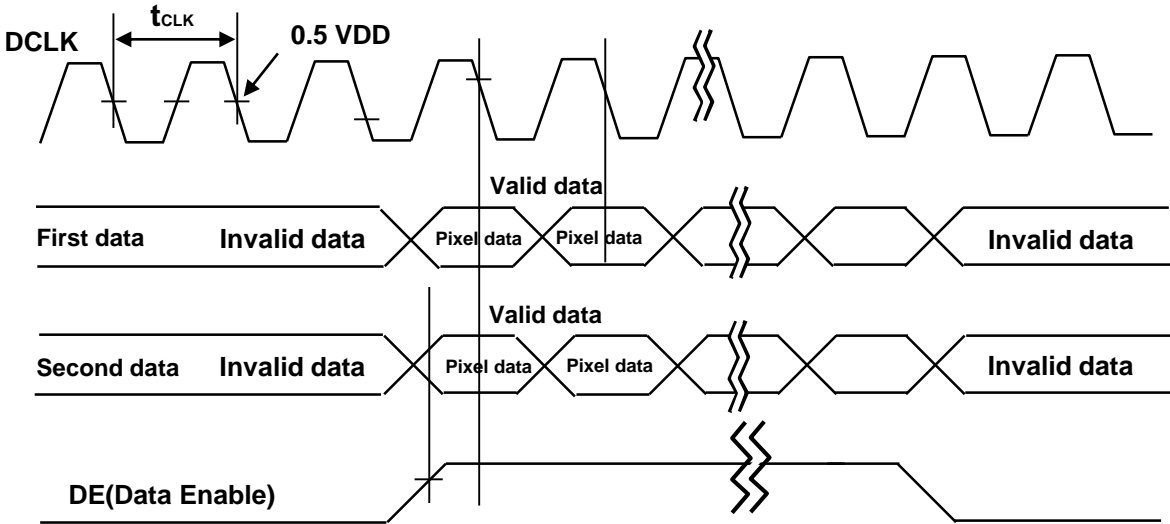 tCLK
DCLK
0.5 VDD
Valid data
First data
Invalid data
Pixel data
Pixel data
Invalid data
Valid data
Second data
Invalid data
Pixel data
Pixel data
Invalid data
DE(Data Enable)